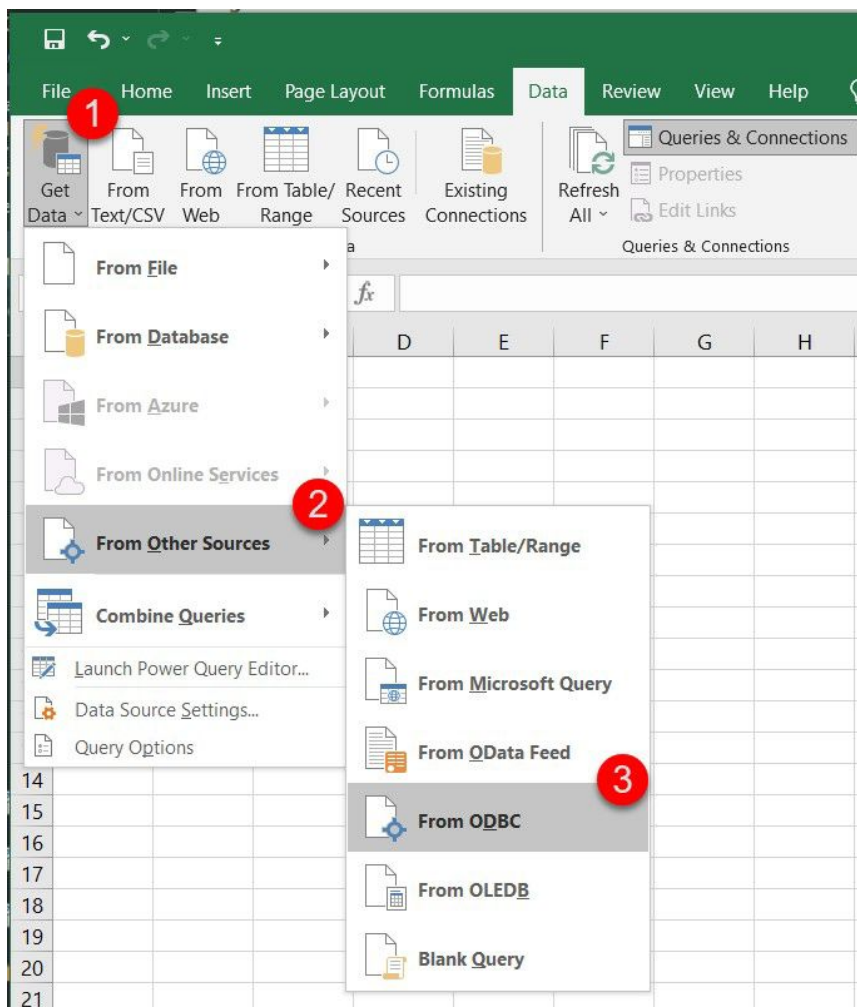 File Home Insert Page Layout Formulas Data Review View Help
1
Get Data
From Text/CSV
From Web
From Table/ Range
Recent Sources
Existing Connections
Refresh All
Queries & Connections
Properties
Edit Links
a
Queries & Connections
From File
From Database
From Azure
From Online Services
2
From Other Sources
Combine Queries
Launch Power Query Editor...
Data Source Settings...
Query Options
fx
D E F G H
From Table/Range
From Web
From Microsoft Query
From OData Feed
3
From ODBC
From OLEDB
Blank Query
14
15
16
17
18
19
20
21